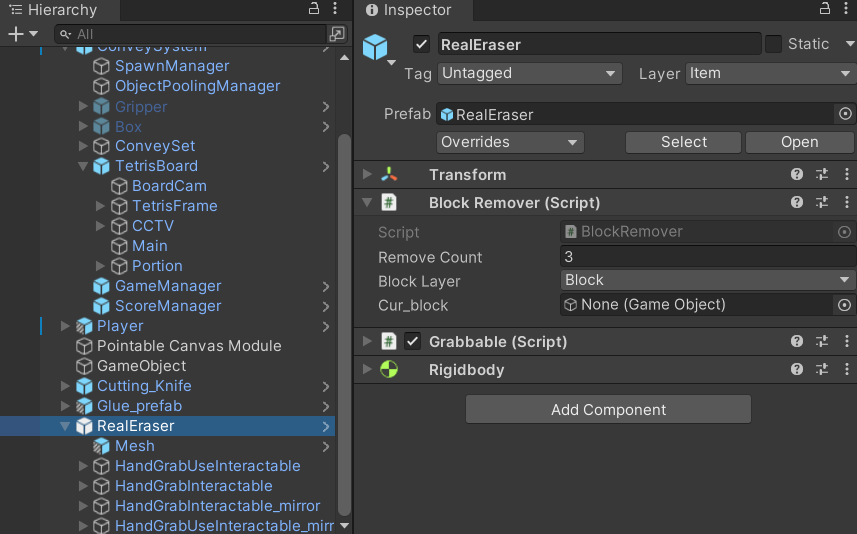 Hierarchy
All
ConveySystem
SpawnManager
ObjectPoolingManager
Gripper
Box
ConveySet
TetrisBoard
BoardCam
TetrisFrame
CCTV
Main
Portion
GameManager
ScoreManager
Player
Pointable Canvas Module
GameObject
Cutting_Knife
Glue_prefab
RealEraser
Mesh
HandGrabUseInteractable
HandGrabInteractable
HandGrabInteractable_mirror
HandGrabUseInteractable_mirr
Inspector
RealEraser Static
Tag Untagged Layer Item
Prefab RealEraser
Overrides Select Open
Transform
Block Remover (Script)
Script BlockRemover
Remove Count 3
Block Layer Block
Cur_block None (Game Object)
Grabbable (Script)
Rigidbody
Add Component